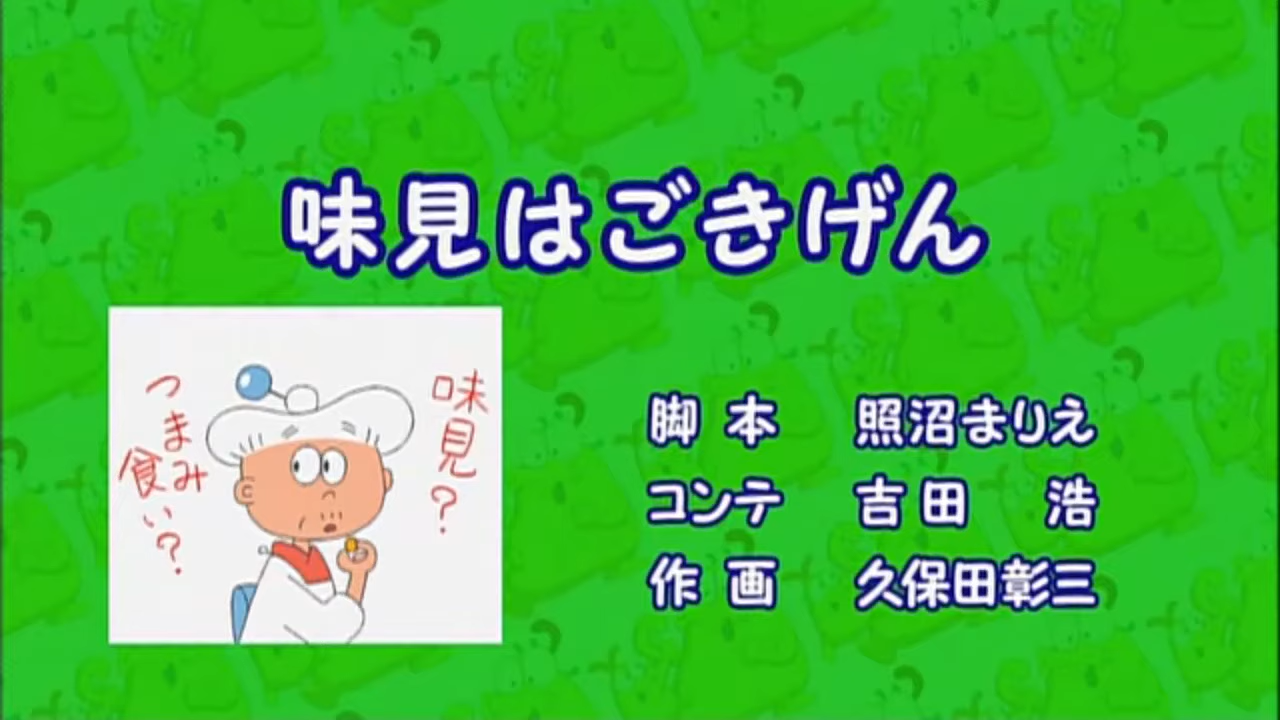 味見はごきげん
味見？
つまみ
食い？
脚本 照沼まりえ
コンテ 吉田 浩
作画 久保田彰三